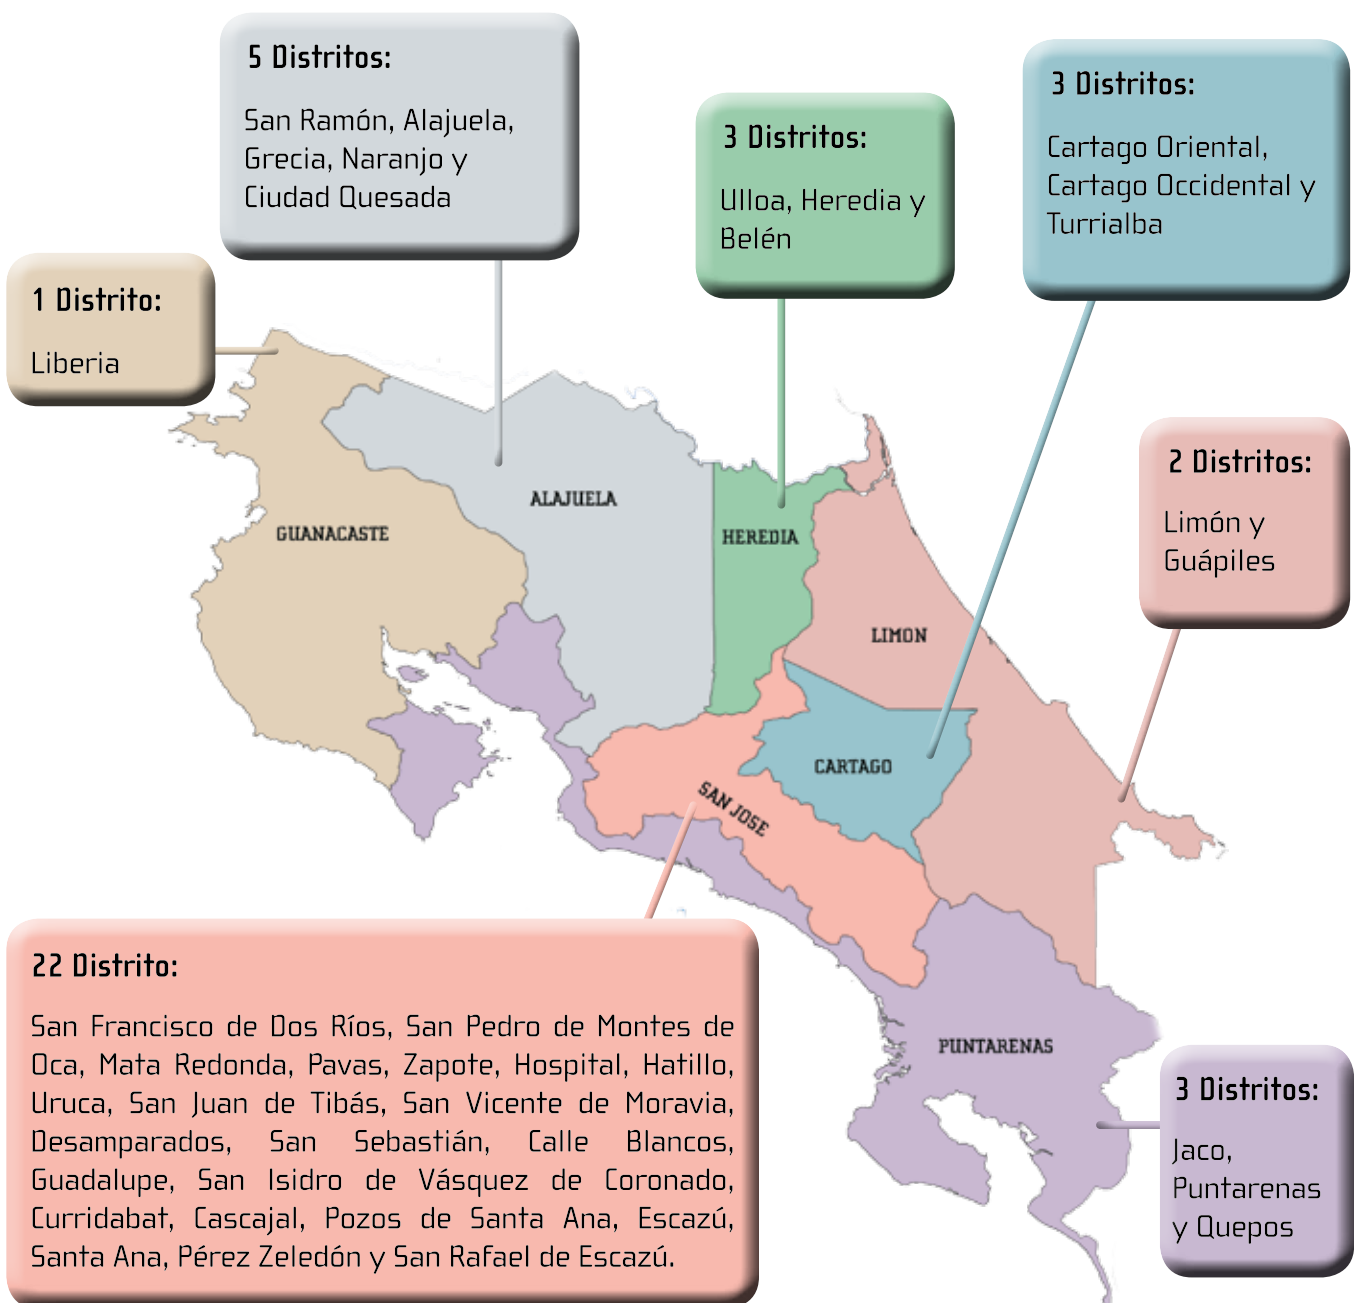 5 Distritos:
San Ramón, Alajuela,
Grecia, Naranjo y
Ciudad Quesada
3 Distritos:
Ulloa, Heredia y
Belén
3 Distritos:
Cartago Oriental,
Cartago Occidental y
Turrialba
1 Distrito:
Liberia
2 Distritos:
Limón y
Guápiles
ALAJUELA
GUANACASTE
HEREDIA
LIMON
CARTAGO
SAN JOSE
PUNTARENAS
22 Distrito:
San Francisco de Dos Ríos, San Pedro de Montes de
Oca, Mata Redonda, Pavas, Zapote, Hospital, Hatillo,
Uruca, San Juan de Tibás, San Vicente de Moravia,
Desamparados, San Sebastián, Calle Blancos,
Guadalupe, San Isidro de Vásquez de Coronado,
Curridabat, Cascajal, Pozos de Santa Ana, Escazú,
Santa Ana, Pérez Zeledón y San Rafael de Escazú.
3 Distritos:
Jaco,
Puntarenas
y Quepos